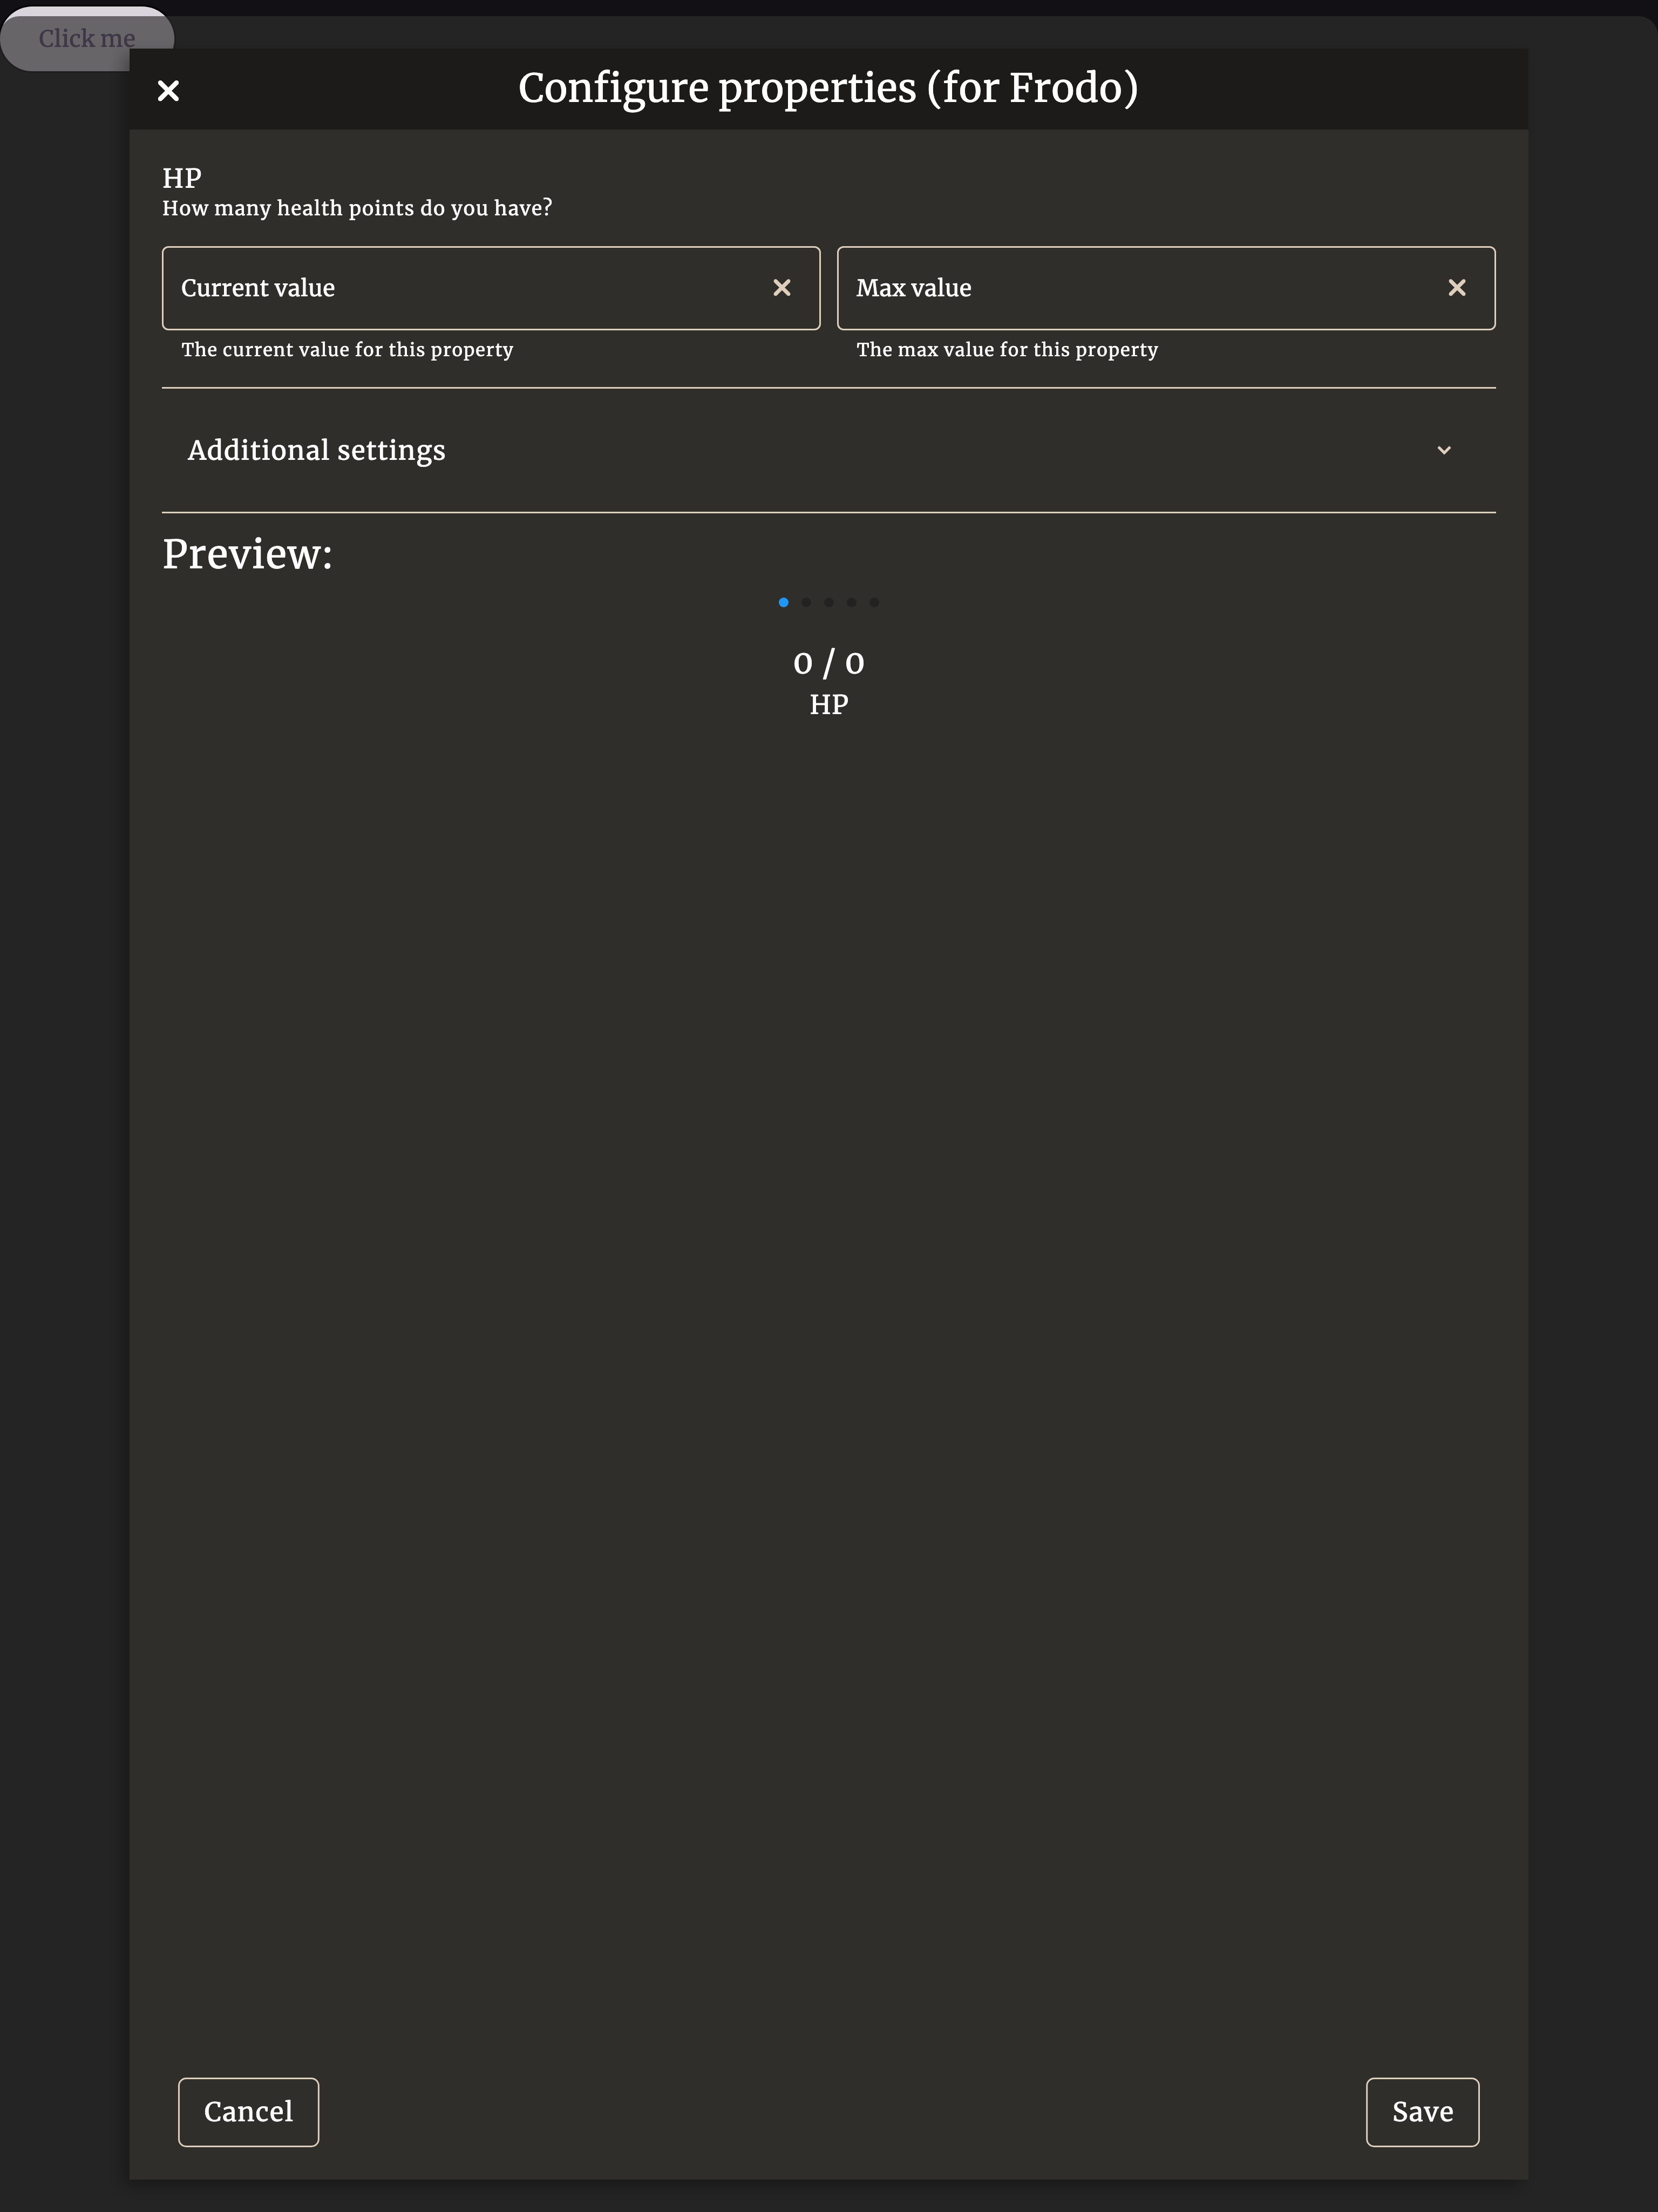 Click me
Configure properties (for Frodo)
HP
How many health points do you have?
Current value
Max value
The current value for this property
The max value for this property
Additional settings
Preview:
0 / 0
HP
Cancel
Save